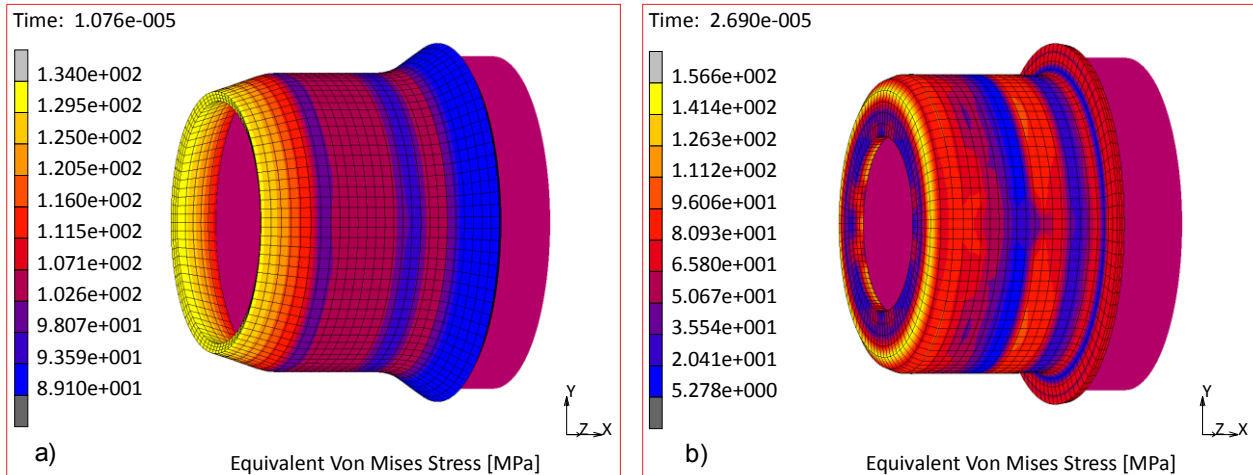 Time: 1.076e-005
1.340e+002
1.295e+002
1.250e+002
1.205e+002
1.160e+002
1.115e+002
1.071e+002
1.026e+002
9.807e+001
9.359e+001
8.910e+001
Y
Z X
a)
Equivalent Von Mises Stress [MPa]
Time: 2.690e-005
1.566e+002
1.414e+002
1.263e+002
1.112e+002
9.606e+001
8.093e+001
6.580e+001
5.067e+001
3.554e+001
2.041e+001
5.278e+000
Y
Z X
b)
Equivalent Von Mises Stress [MPa]